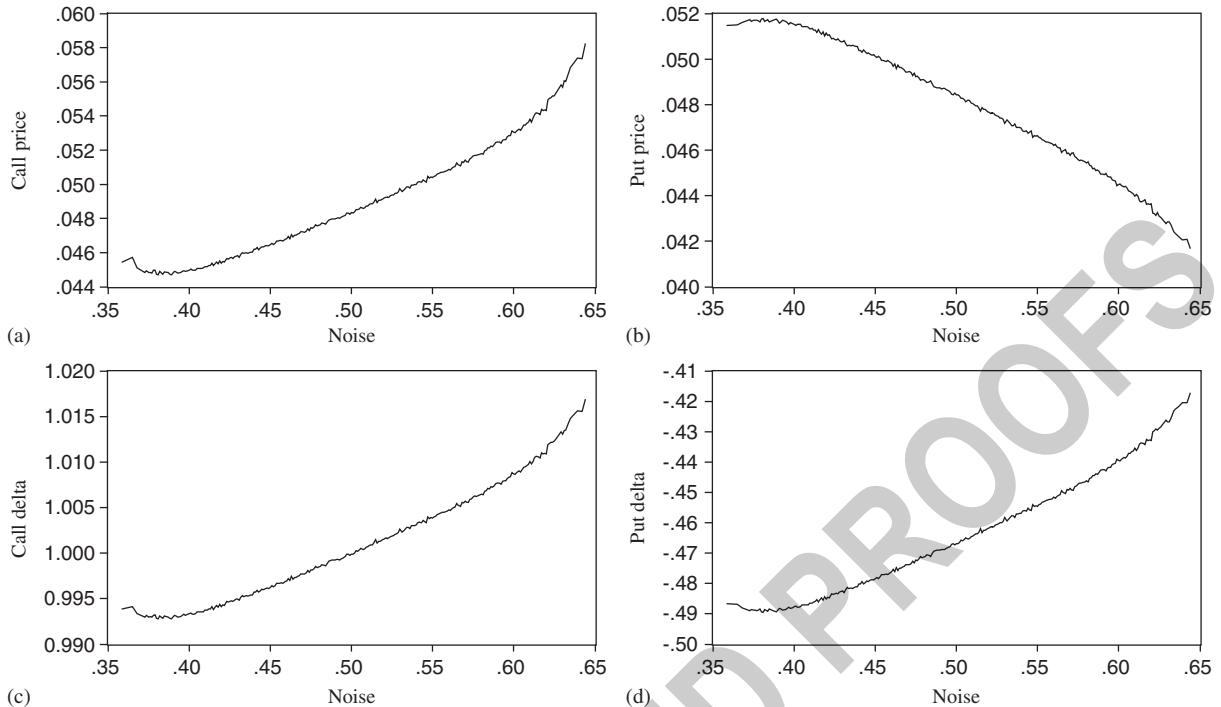 .060
.058
.056
.054
.052
.050
.048
.046
.044
Call price
.35 .40 .45 .50 .55 .60 .65
(a)
Noise
.052
.050
.048
.046
.044
.042
.040
Put price
.35 .40 .45 .50 .55 .60 .65
(b)
Noise
1.020
1.015
1.010
1.005
1.000
0.995
0.990
Call delta
.35 .40 .45 .50 .55 .60 .65
(c)
Noise
-.41
-.42
-.43
-.44
-.45
-.46
-.47
-.48
-.49
-.50
Put delta
.35 .40 .45 .50 .55 .60 .65
(d)
Noise
D PROOFS